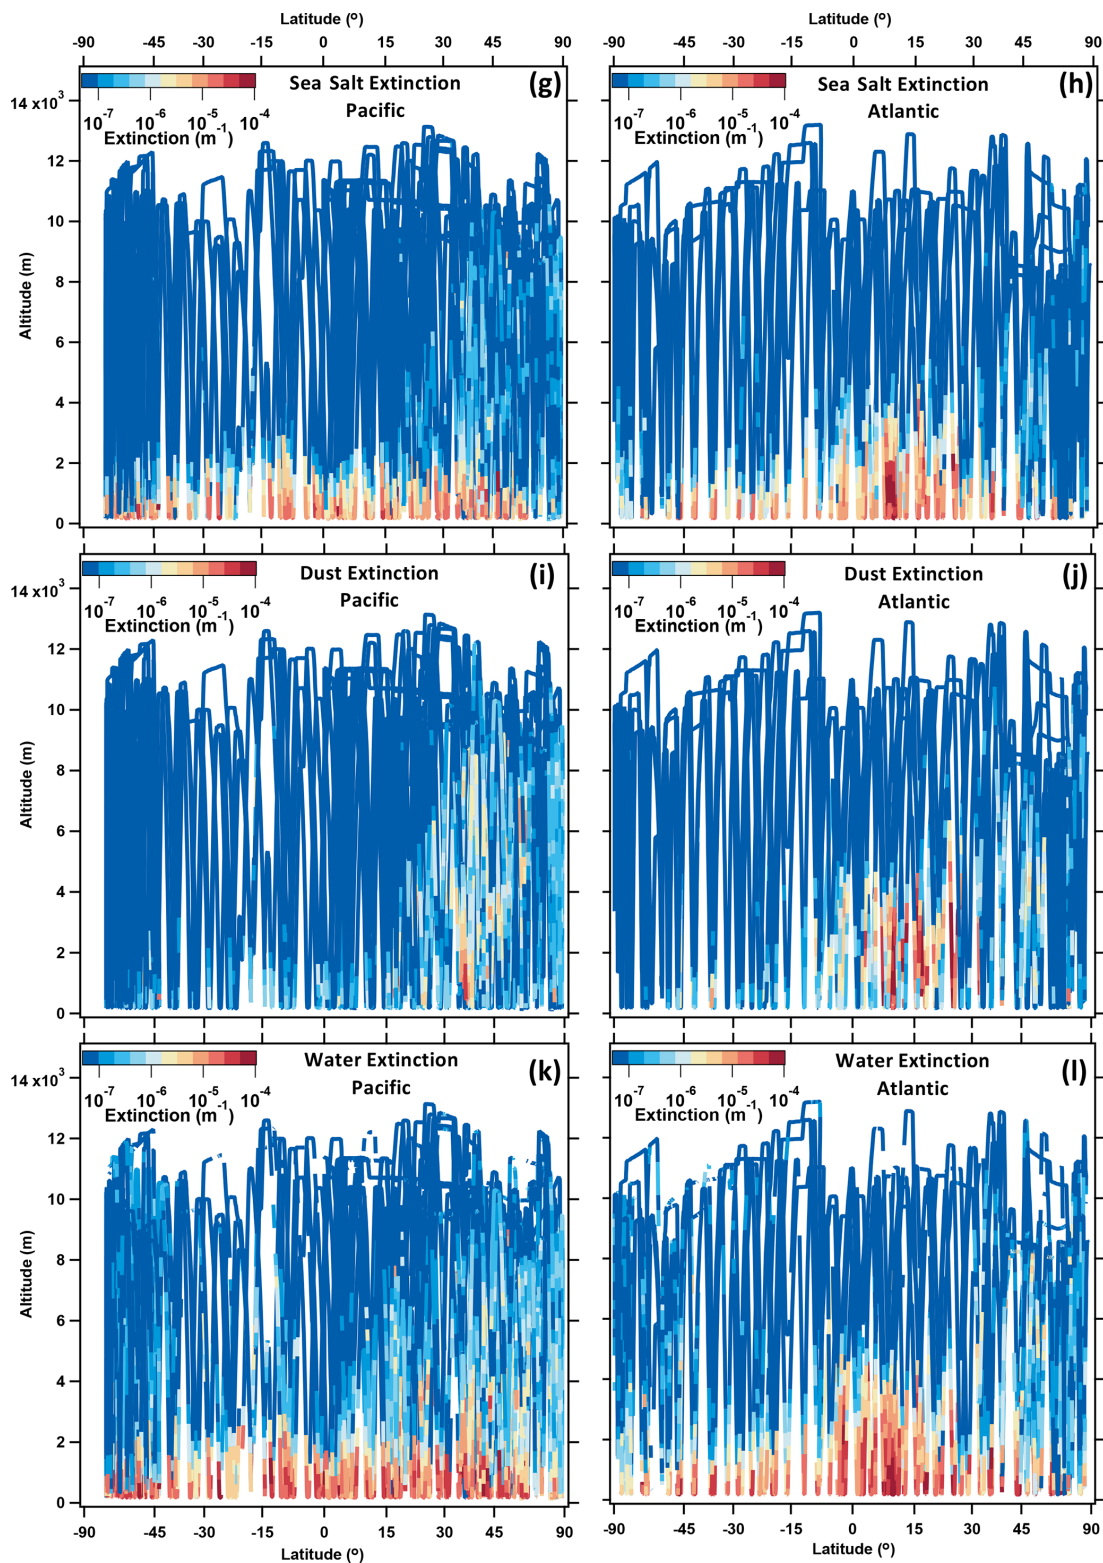 Latitude (º)
Latitude (º)
-90 -45 -30 -15 0 15 30 45 90
-90 -45 -30 -15 0 15 30 45 90
Sea Salt Extinction
Pacific
(g)
10-7 10-6 10-5 10-4
Extinction (m-1)
Sea Salt Extinction
Atlantic
(h)
10-7 10-6 10-5 10-4
Extinction (m-1)
14 x103
12
10
8
6
4
2
0
Altitude (m)
Dust Extinction
Pacific
(i)
10-7 10-6 10-5 10-4
Extinction (m-1)
Dust Extinction
Atlantic
(j)
10-7 10-6 10-5 10-4
Extinction (m-1)
14 x103
12
10
8
6
4
2
0
Altitude (m)
Water Extinction
Pacific
(k)
10-7 10-6 10-5 10-4
Extinction (m-1)
Water Extinction
Atlantic
(l)
10-7 10-6 10-5 10-4
Extinction (m-1)
14 x103
12
10
8
6
4
2
0
Altitude (m)
-90 -45 -30 -15 0 15 30 45 90
-90 -45 -30 -15 0 15 30 45 90
Latitude (º)
Latitude (º)